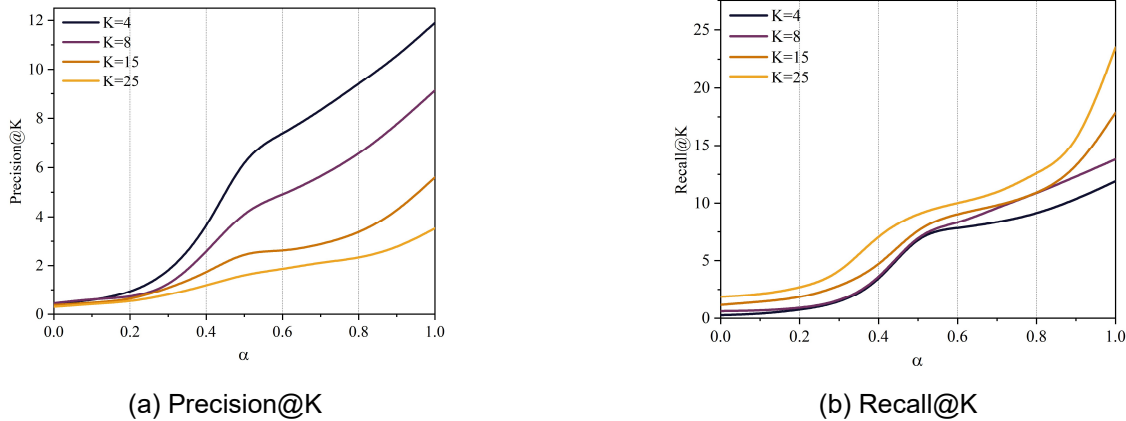 K=4
K=8
K=15
K=25
12
10
8
6
4
2
0
Precision@K
0.0 0.2 0.4 0.6 0.8 1.0
α
(a) Precision@K
K=4
K=8
K=15
K=25
25
20
15
10
5
0
Recall@K
0.0 0.2 0.4 0.6 0.8 1.0
α
(b) Recall@K